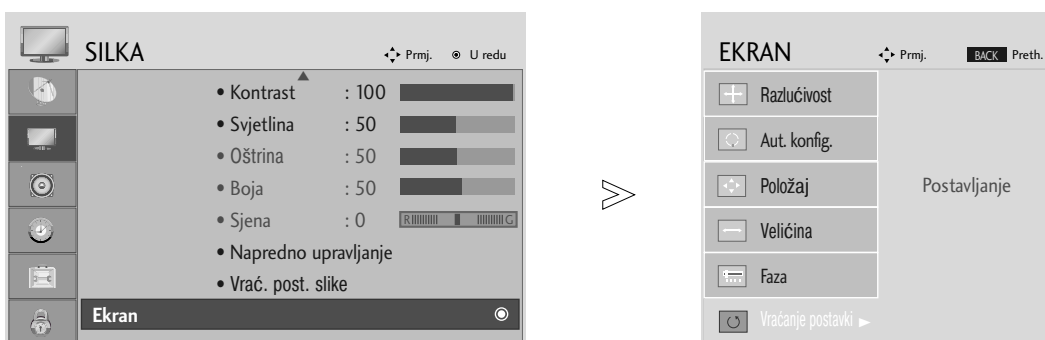 SILKA Prmj. U redu
• Kontrast : 100
• Svjetlina : 50
• Oštrina : 50
• Boja : 50
• Sjena : 0 R G
• Napredno upravljanje
• Vrać. post. slike
Ekran
EKRAN Prmj. BACK Preth.
Razlućivost
Aut. konfig.
Položaj
Velićina
Faza
Vraćanje postavki ►
Postavljanje